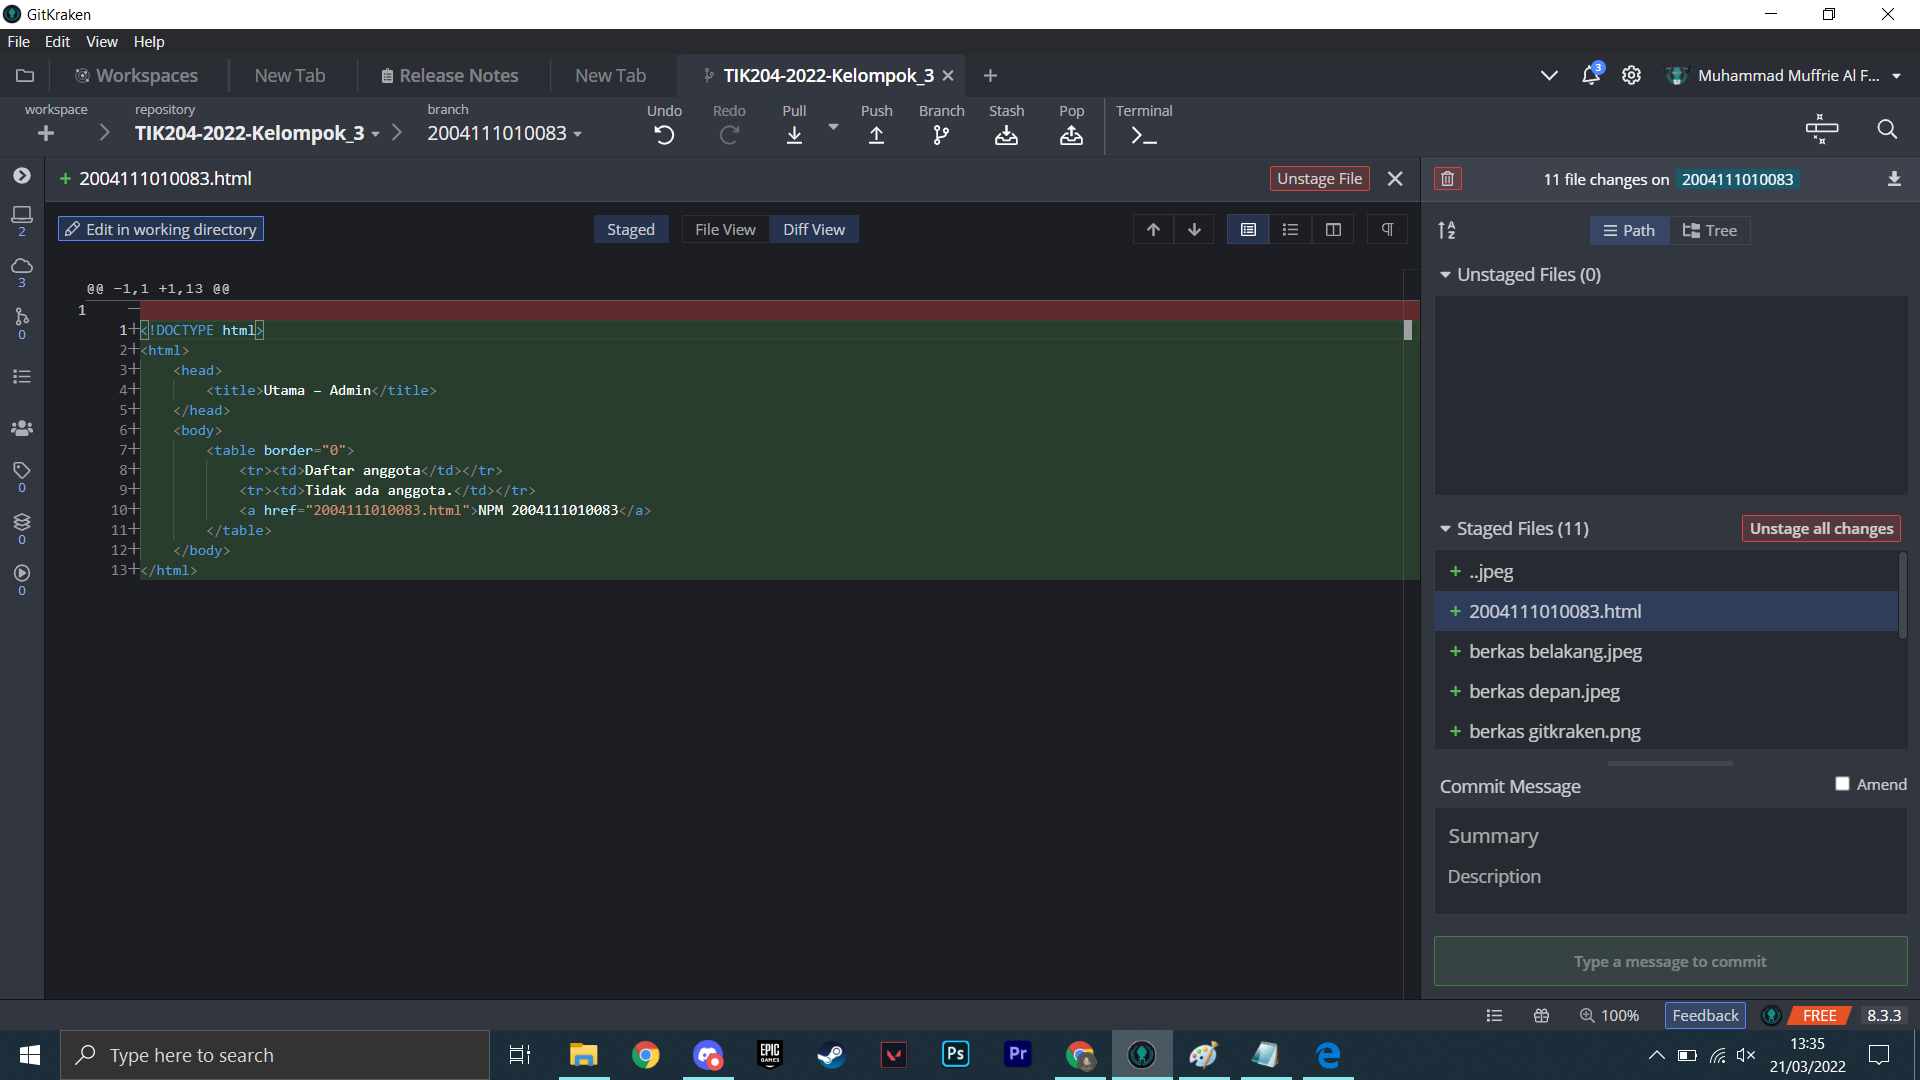 GitKraken
File Edit View Help
Workspaces New Tab Release Notes New Tab TIK204-2022-Kelompok_3
3 Muhammad Muffrie Al F...
workspace repository branch
TIK204-2022-Kelompok_3 2004111010083
Undo Redo Pull Push Branch Stash Pop Terminal
2
3
0
0
0
0
+ 2004111010083.html Unstage File
Edit in working directory Staged File View Diff View
@@ -1,1 +1,13 @@
1 -
1+<!DOCTYPE html>
2+<html>
3+    <head>
4+        <title>Utama - Admin</title>
5+    </head>
6+    <body>
7+        <table border="0">
8+            <tr><td>Daftar anggota</td></tr>
9+            <tr><td>Tidak ada anggota.</td></tr>
10+            <a href="2004111010083.html">NPM 2004111010083</a>
11+        </table>
12+    </body>
13+</html>
11 file changes on 2004111010083
Path Tree
Unstaged Files (0)
Staged Files (11) Unstage all changes
+ ..jpeg
+ 2004111010083.html
+ berkas belakang.jpeg
+ berkas depan.jpeg
+ berkas gitkraken.png
Commit Message Amend
Summary
Description
Type a message to commit
100% Feedback FREE 8.3.3
Type here to search
EPIC GAMES
Ps
Pr
13:35
21/03/2022